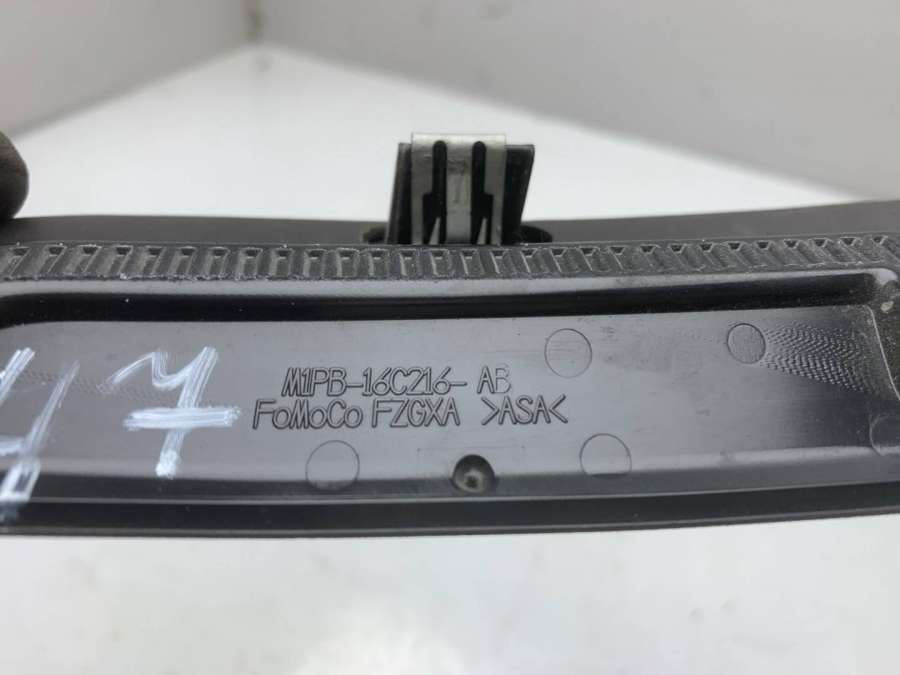 M1PB-16C216- AB
FoMoCo FZGXA >ASA<